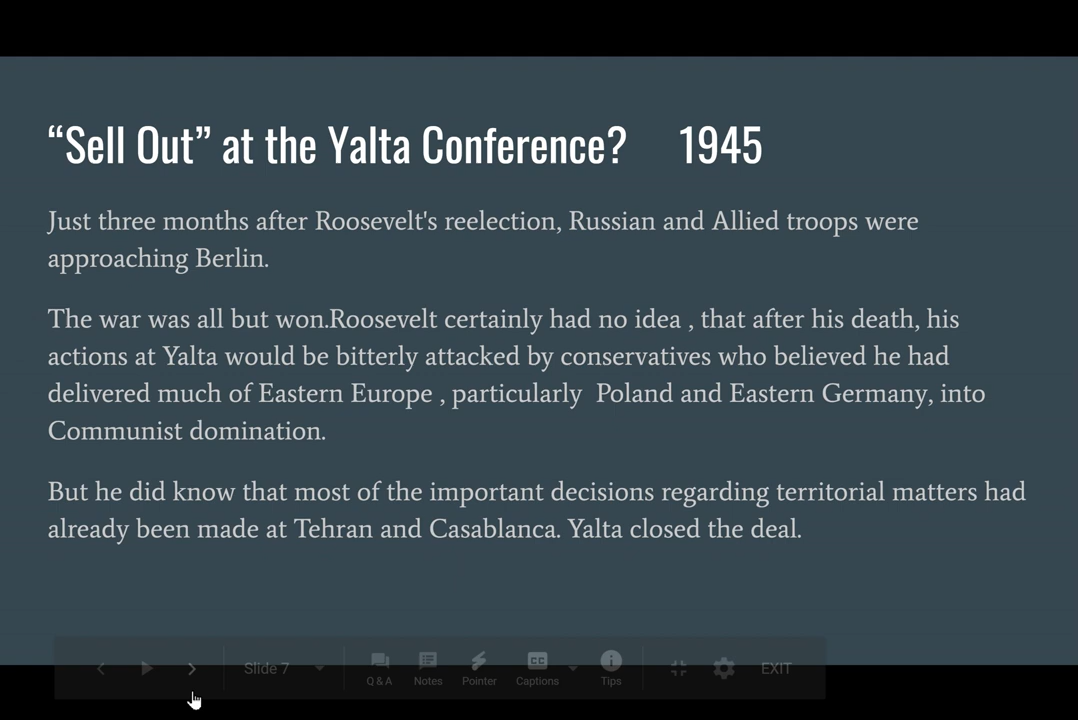 “Sell Out” at the Yalta Conference? 1945
Just three months after Roosevelt's reelection, Russian and Allied troops were
approaching Berlin.
The war was all but won.Roosevelt certainly had no idea , that after his death, his
actions at Yalta would be bitterly attacked by conservatives who believed he had
delivered much of Eastern Europe , particularly Poland and Eastern Germany, into
Communist domination.
But he did know that most of the important decisions regarding territorial matters had
already been made at Tehran and Casablanca. Yalta closed the deal.
Slide 7
Q & A Notes Pointer Captions Tips EXIT